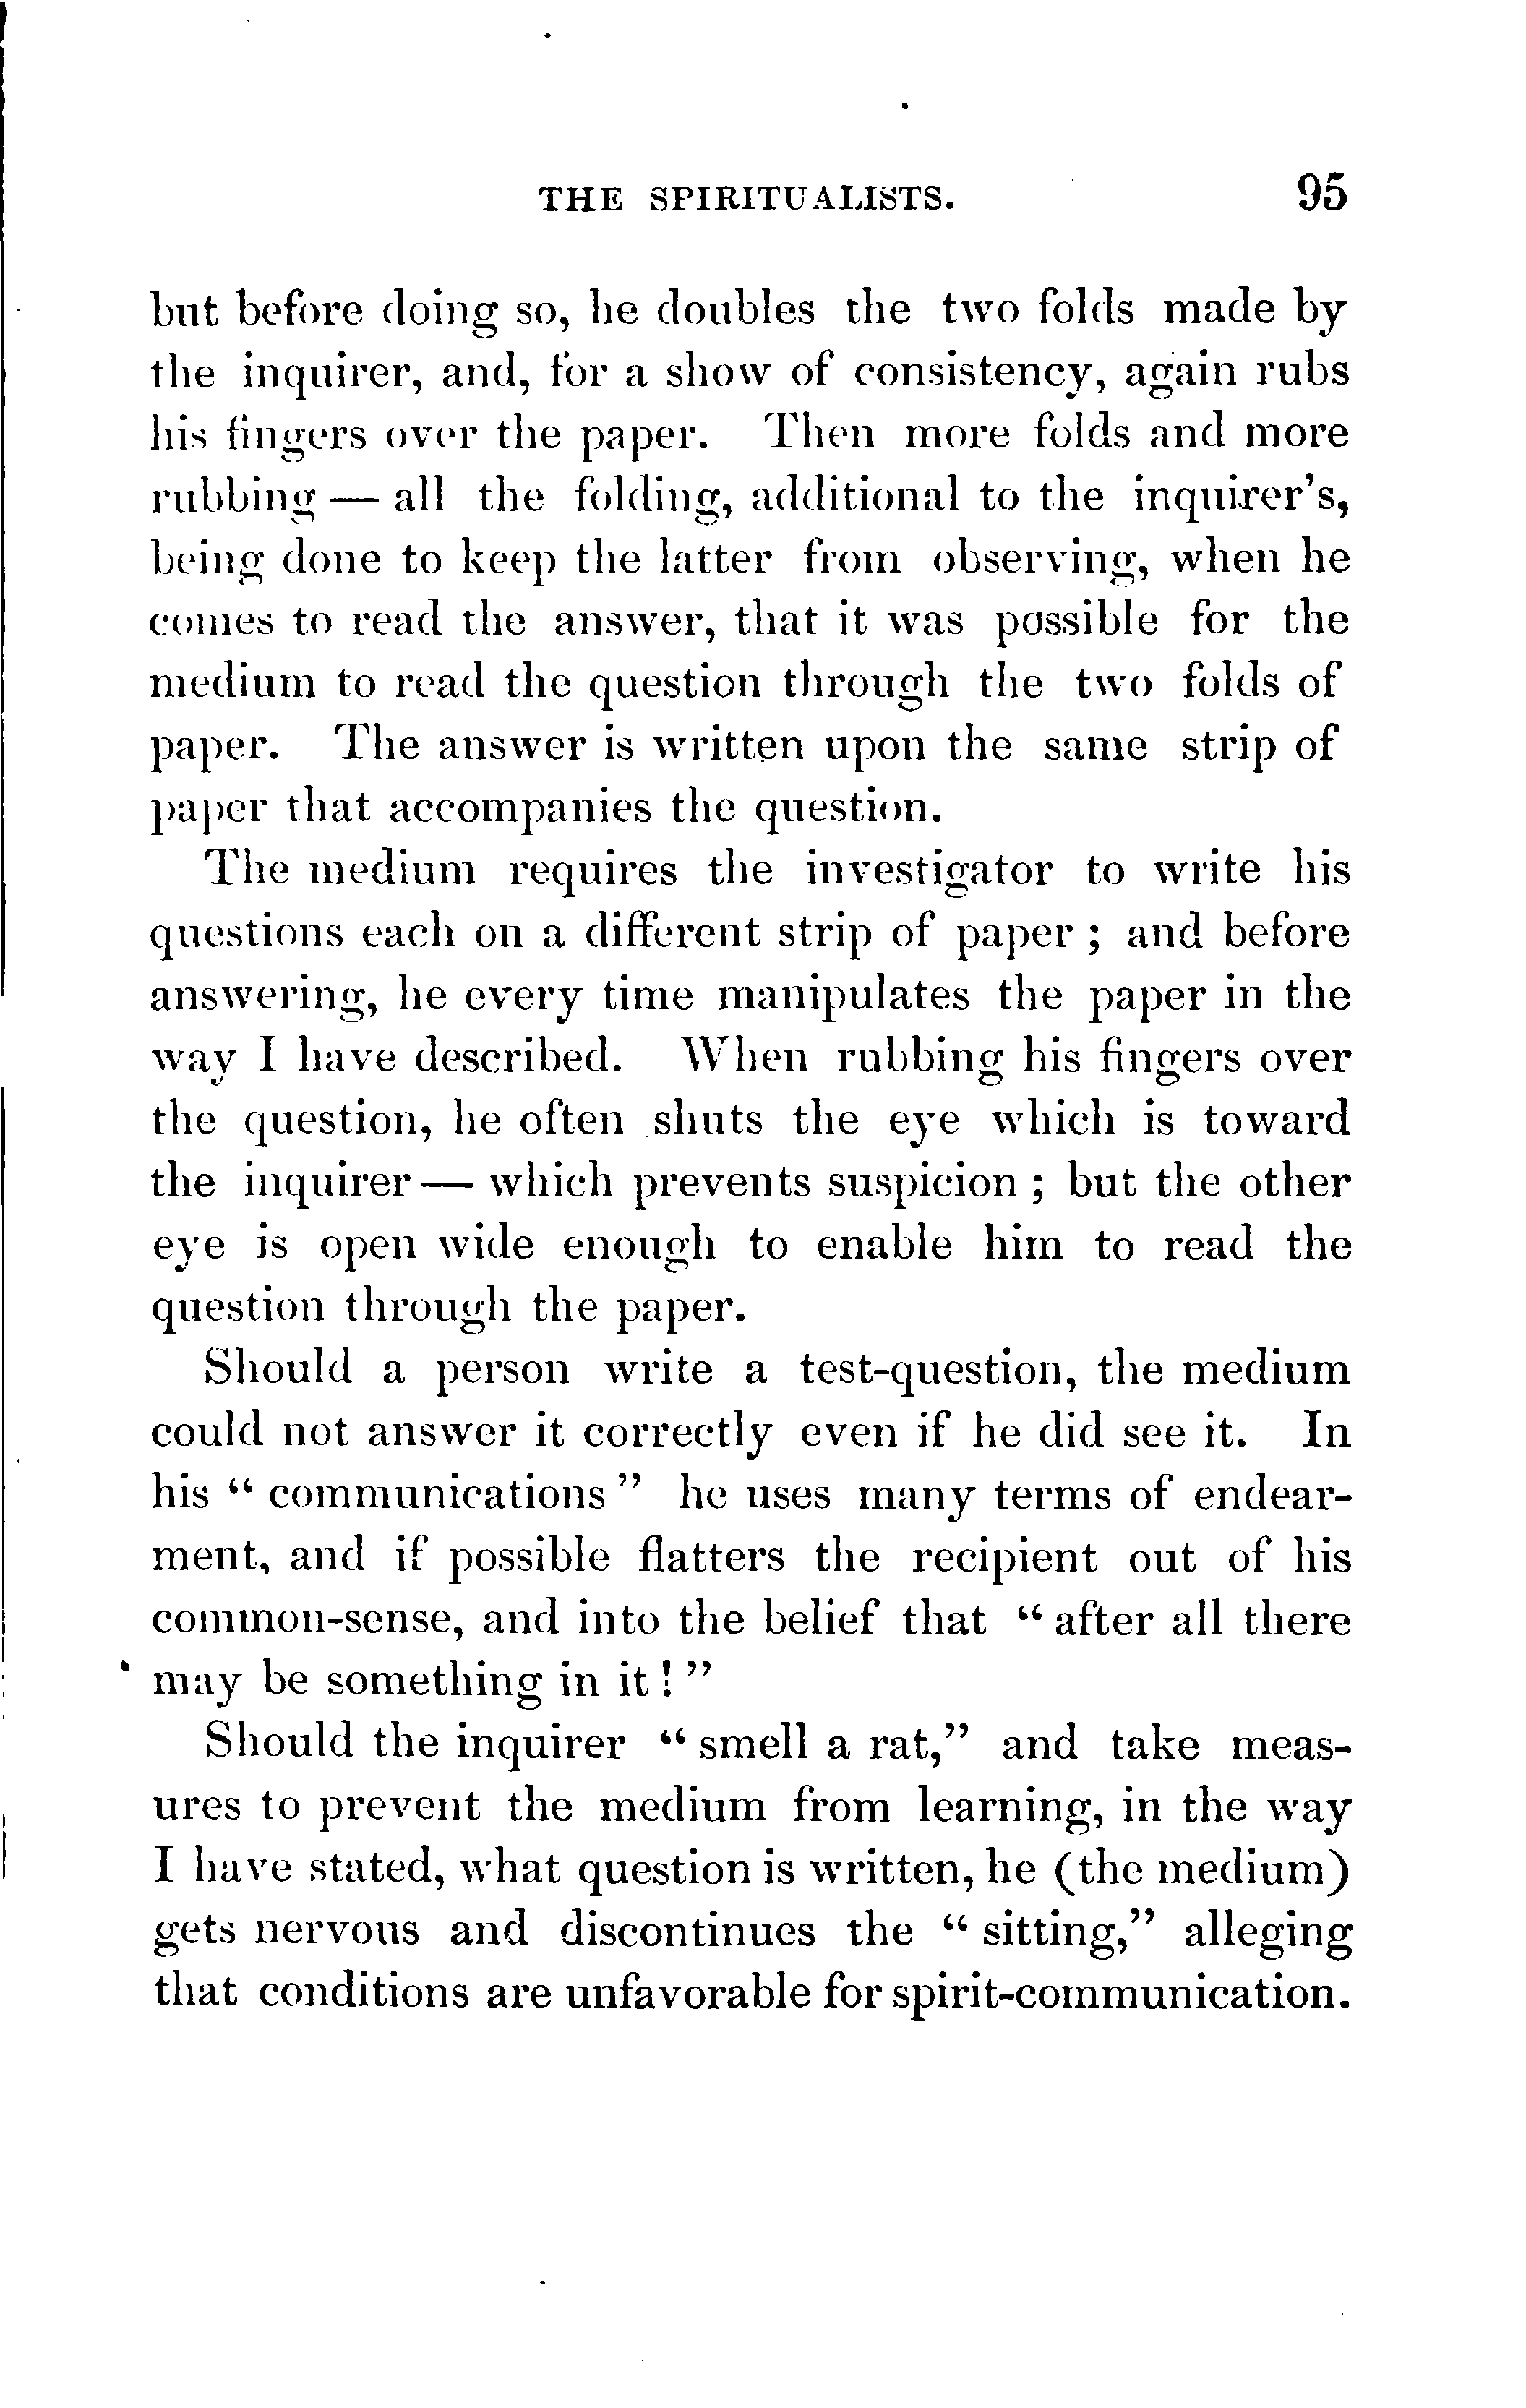 THE SPIRITUALISTS. 95
but before doing so, he doubles the two folds made by
the inquirer, and, for a show of consistency, again rubs
his fingers over the paper. Then more folds and more
rubbing — all the folding, additional to the inquirer's,
being done to keep the latter from observing, when he
comes to read the answer, that it was possible for the
medium to read the question through the two folds of
paper. The answer is written upon the same strip of
paper that accompanies the question.
The medium requires the investigator to write his
questions each on a different strip of paper ; and before
answering, he every time manipulates the paper in the
way I have described. When rubbing his fingers over
the question, he often shuts the eye which is toward
the inquirer — which prevents suspicion ; but the other
eye is open wide enough to enable him to read the
question through the paper.
Should a person write a test-question, the medium
could not answer it correctly even if he did see it. In
his “ communications ” he uses many terms of endear-
ment, and if possible flatters the recipient out of his
common-sense, and into the belief that “ after all there
may be something in it ! ”
Should the inquirer “ smell a rat,” and take meas-
ures to prevent the medium from learning, in the way
I have stated, what question is written, he (the medium)
gets nervous and discontinues the “ sitting,” alleging
that conditions are unfavorable for spirit-communication.